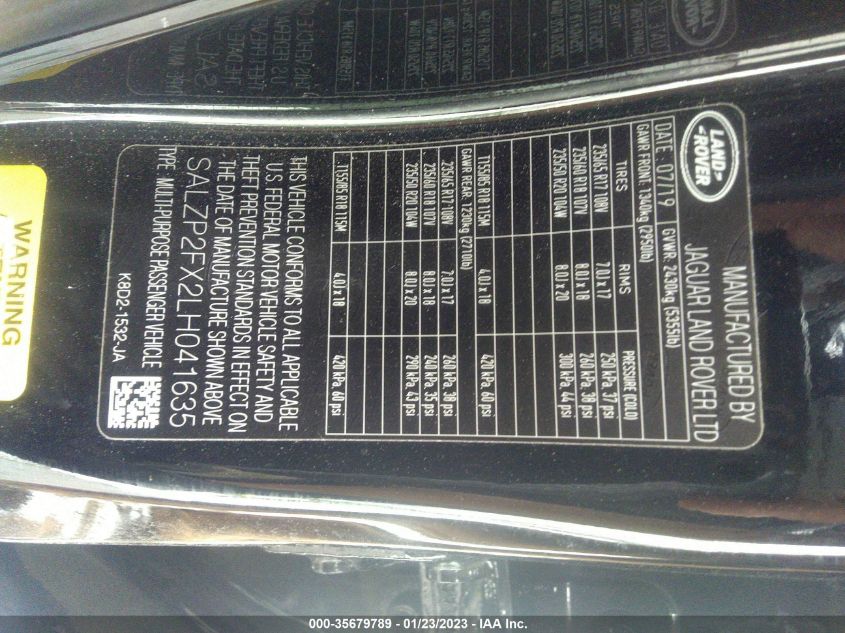 LAND
ROVER
MANUFACTURED BY
JAGUAR LAND ROVER LTD
DATE: 07/19 GVWR: 2430kg (5355lb)
GAWR FRONT: 1340kg (2950lb)
TIRES RIMS PRESSURE (COLD)
235/65 R17 108V 7.0J x 17 250 kPa, 37 psi
235/60 R18 107V 8.0J x 18 260 kPa, 38 psi
235/50 R20 104W 8.0J x 20 300 kPa, 44 psi
T155/85 R18 115M 4.0J x 18 420 kPa, 60 psi
GAWR REAR: 1230kg (2710lb)
235/65 R17 108V 7.0J x 17 260 kPa, 38 psi
235/60 R18 107V 8.0J x 18 240 kPa, 35 psi
235/50 R20 104W 8.0J x 20 290 kPa, 43 psi
T155/85 R18 115M 4.0J x 18 420 kPa, 60 psi
THIS VEHICLE CONFORMS TO ALL APPLICABLE
U.S. FEDERAL MOTOR VEHICLE SAFETY AND
THEFT PREVENTION STANDARDS IN EFFECT ON
THE DATE OF MANUFACTURE SHOWN ABOVE
SALZP2FX2LH041635
TYPE: MULTI PURPOSE PASSENGER VEHICLE
K8D2-1532-JA
WARNING
000-35679789 - 01/23/2023 - IAA Inc.